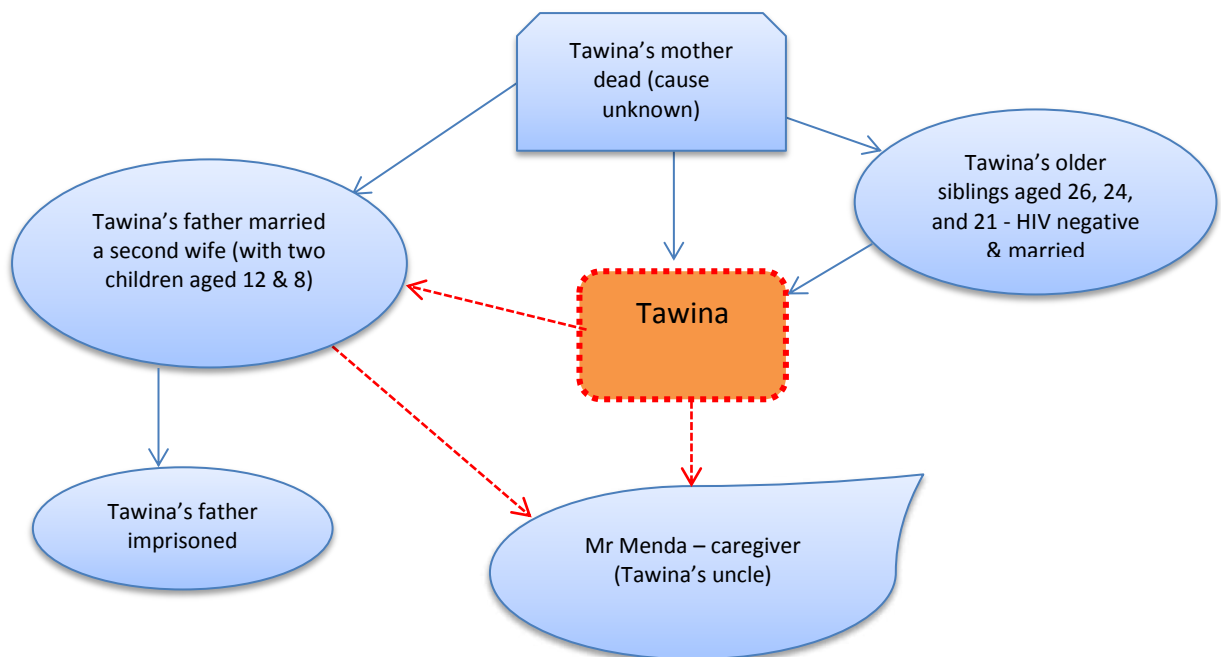 Tawina’s mother
dead (cause
unknown)
Tawina’s older
siblings aged 26, 24,
and 21 - HIV negative
& married
Tawina’s father married
a second wife (with two
children aged 12 & 8)
Tawina
Tawina’s father
imprisoned
Mr Menda – caregiver
(Tawina’s uncle)